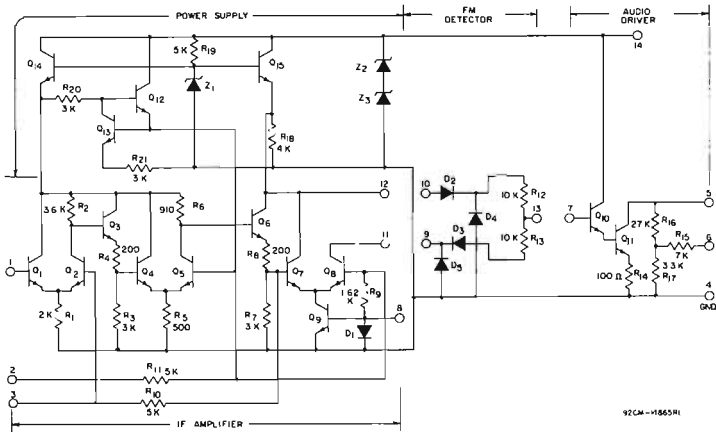 POWER SUPPLY
FM DETECTOR
AUDIO DRIVER
14
Q14
5K R19
Z1
Q15
Z2
Z3
R20
3K
Q12
Q13
R21
3K
R18
4K
12
11
10
9
D2
D3
D4
D5
10K R12
13
10K R13
7
Q10
Q11
27K R16
R15
7K
3.3K
R17
100Ω R14
5
6
4
GND
36K R2
Q3
910 R6
Q6
R4 200
R8 200
1
Q1
Q2
Q4
Q5
Q7
Q8
R9
1.62 K
2K R1
R3
3K
R5
500
R7
3K
Q9
D1
8
2
R11 5K
3
R10
5K
IF AMPLIFIER
92CM-11865R1